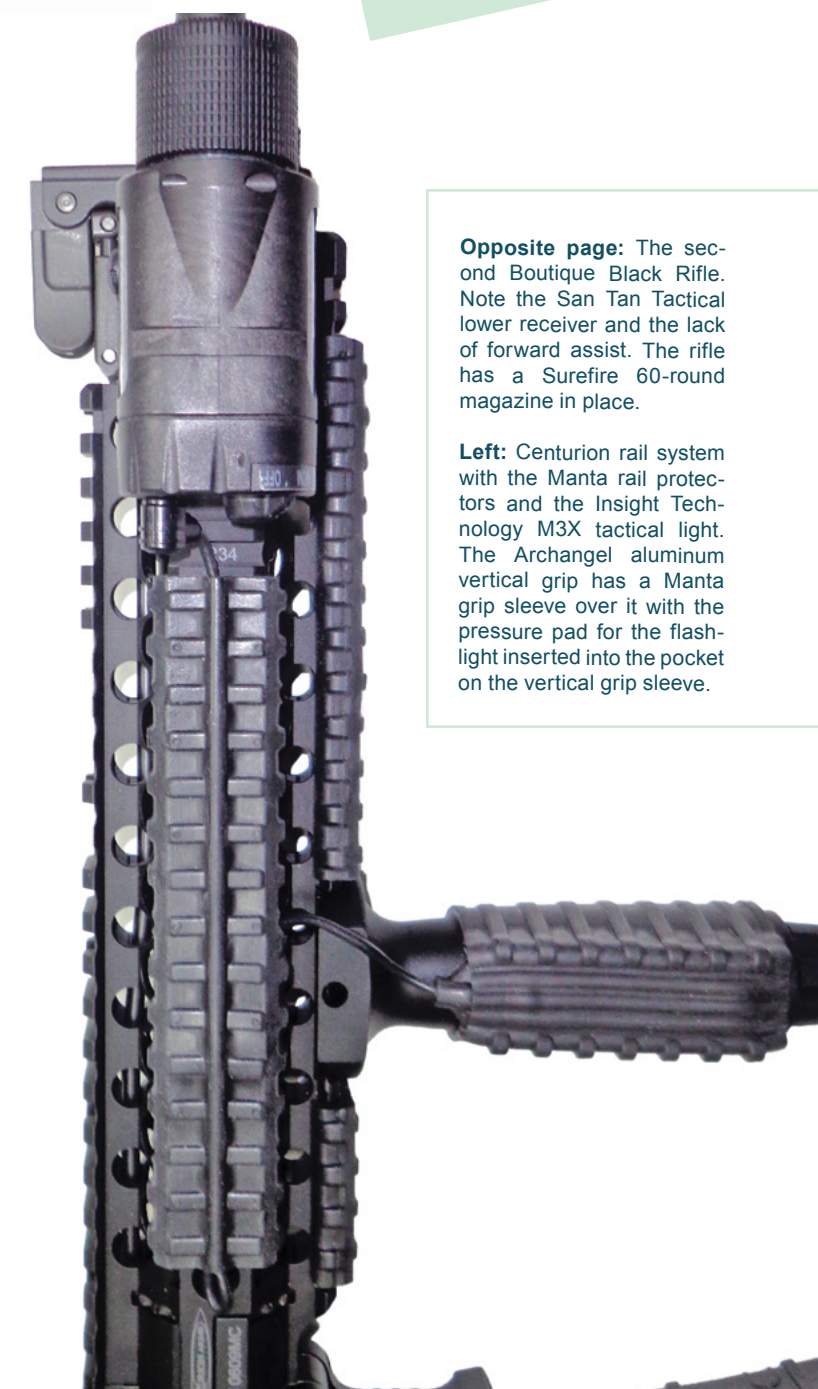 Opposite page: The sec-
ond Boutique Black Rifle.
Note the San Tan Tactical
lower receiver and the lack
of forward assist. The rifle
has a Surefire 60-round
magazine in place.
Left: Centurion rail system
with the Manta rail protec-
tors and the Insight Tech-
nology M3X tactical light.
The Archangel aluminum
vertical grip has a Manta
grip sleeve over it with the
pressure pad for the flash-
light inserted into the pocket
on the vertical grip sleeve.
OFF